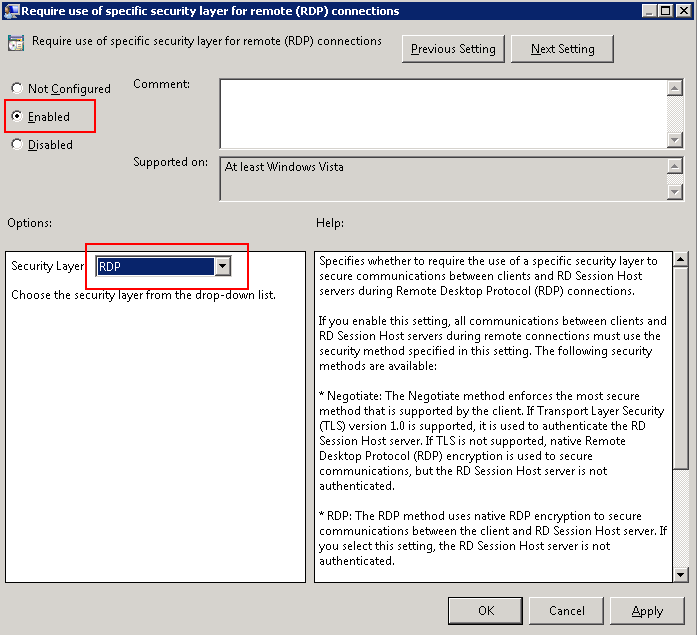 Require use of specific security layer for remote (RDP) connections
Require use of specific security layer for remote (RDP) connections
Previous Setting
Next Setting
Not Configured
Comment:
Enabled
Disabled
Supported on:
At least Windows Vista
Options:
Help:
Security Layer
RDP
Choose the security layer from the drop-down list.
Specifies whether to require the use of a specific security layer to
secure communications between clients and RD Session Host
servers during Remote Desktop Protocol (RDP) connections.
If you enable this setting, all communications between clients and
RD Session Host servers during remote connections must use the
security method specified in this setting. The following security
methods are available:
* Negotiate: The Negotiate method enforces the most secure
method that is supported by the client. If Transport Layer Security
(TLS) version 1.0 is supported, it is used to authenticate the RD
Session Host server. If TLS is not supported, native Remote
Desktop Protocol (RDP) encryption is used to secure
communications, but the RD Session Host server is not
authenticated.
* RDP: The RDP method uses native RDP encryption to secure
communications between the client and RD Session Host server. If
you select this setting, the RD Session Host server is not
authenticated.
OK
Cancel
Apply